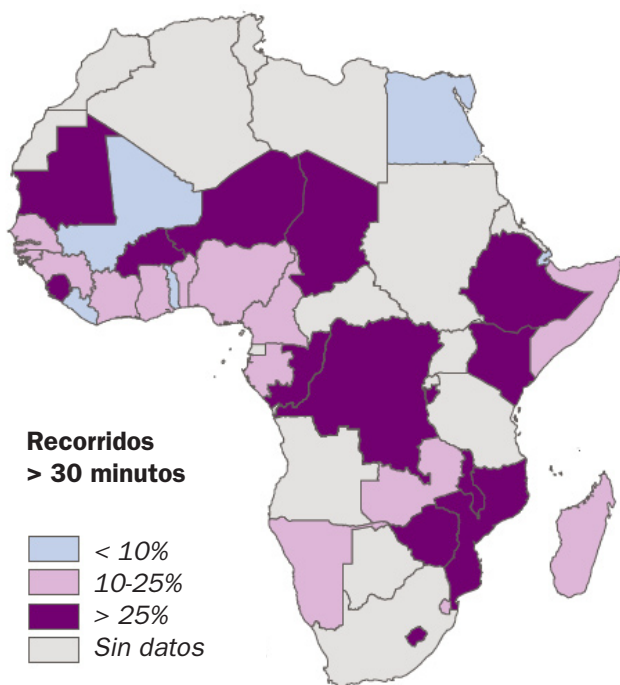 Recorridos
> 30 minutos
< 10%
10-25%
> 25%
Sin datos